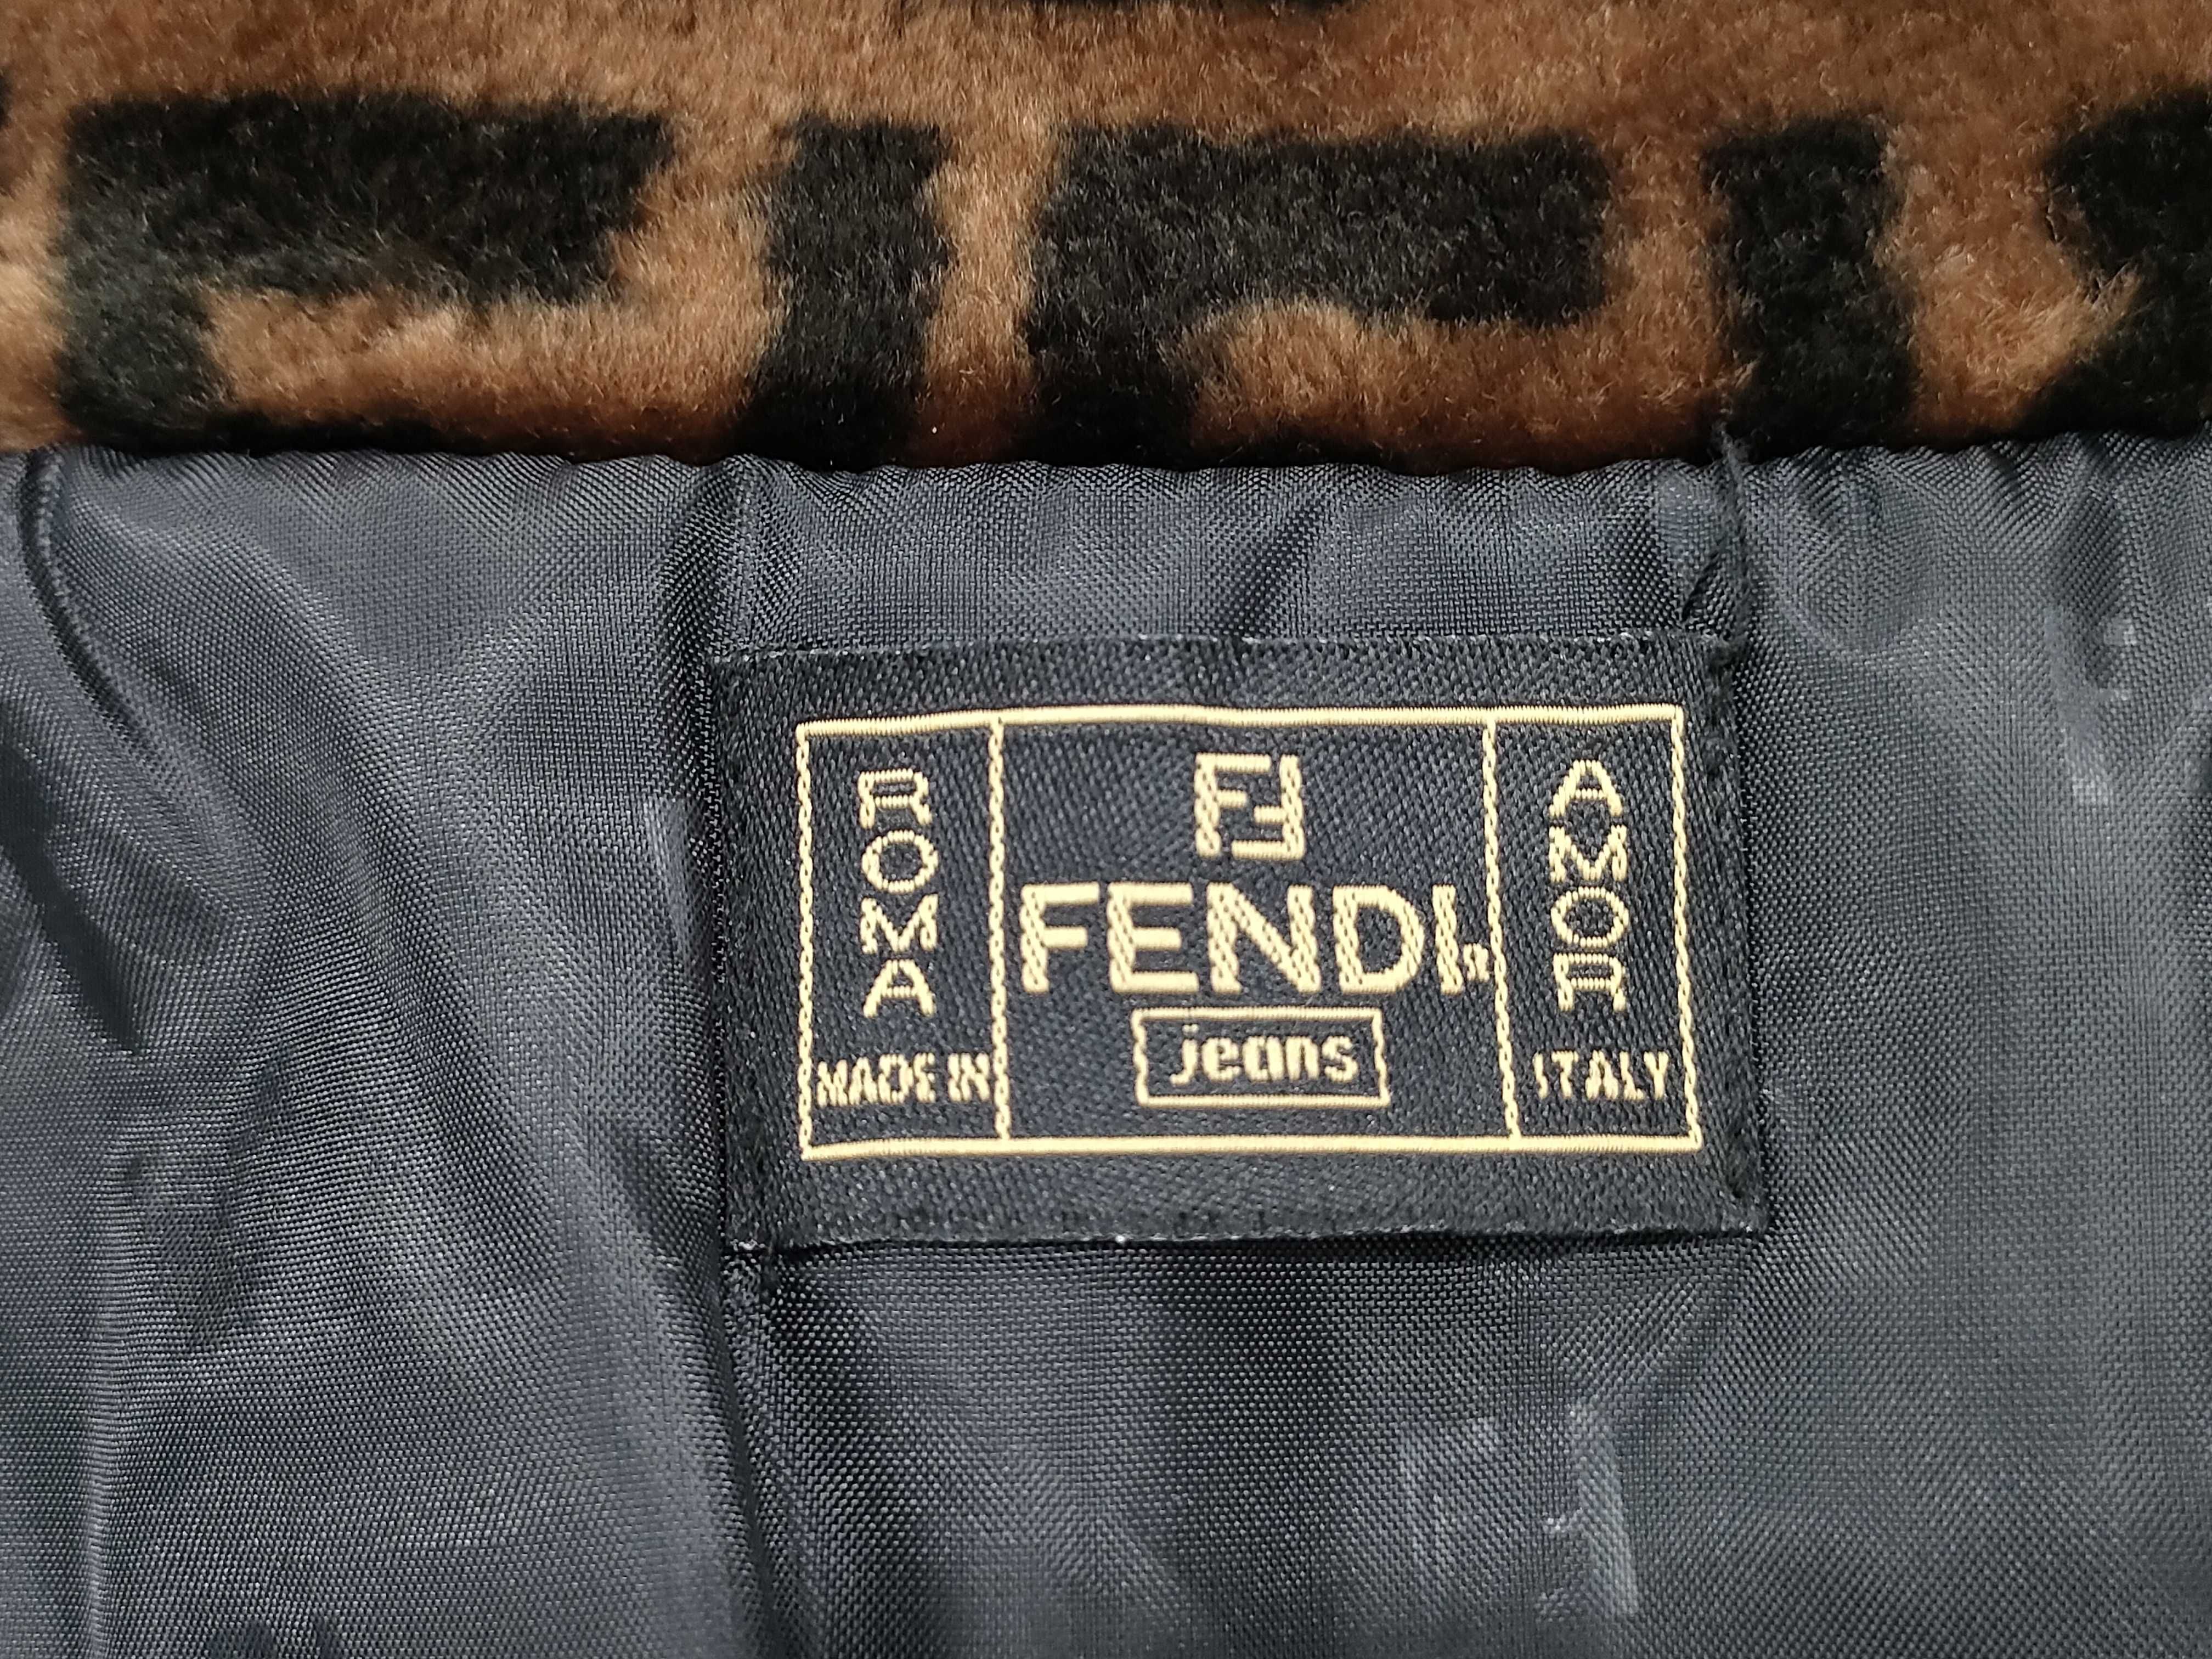 ROMA
MADE IN
FF
FENDI
jeans
AMOR
ITALY